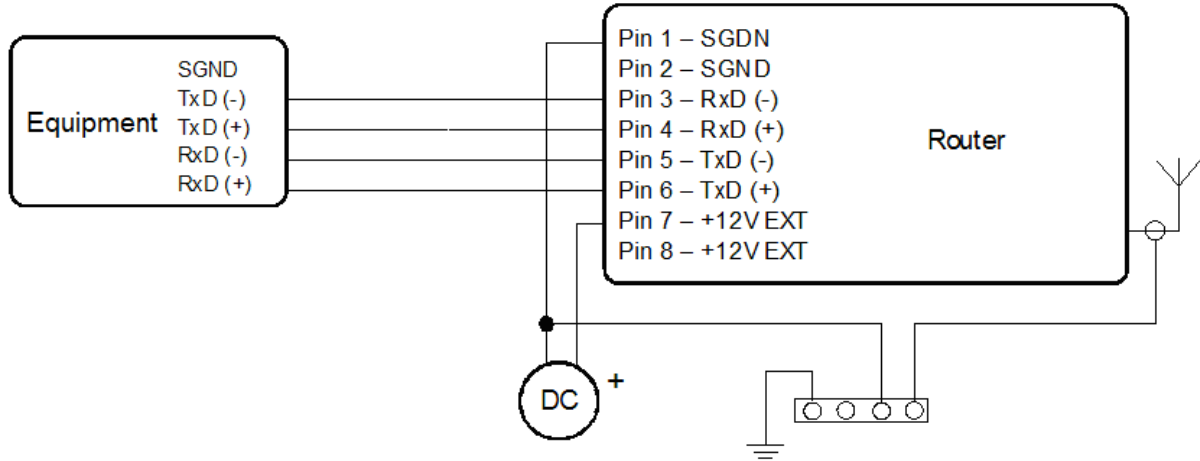 Equipment
SGND
TxD (-)
TxD (+)
RxD (-)
RxD (+)
Pin 1 – SGDN
Pin 2 – SGND
Pin 3 – RxD (-)
Pin 4 – RxD (+)
Pin 5 – TxD (-)
Pin 6 – TxD (+)
Pin 7 – +12V EXT
Pin 8 – +12V EXT
Router
DC
+